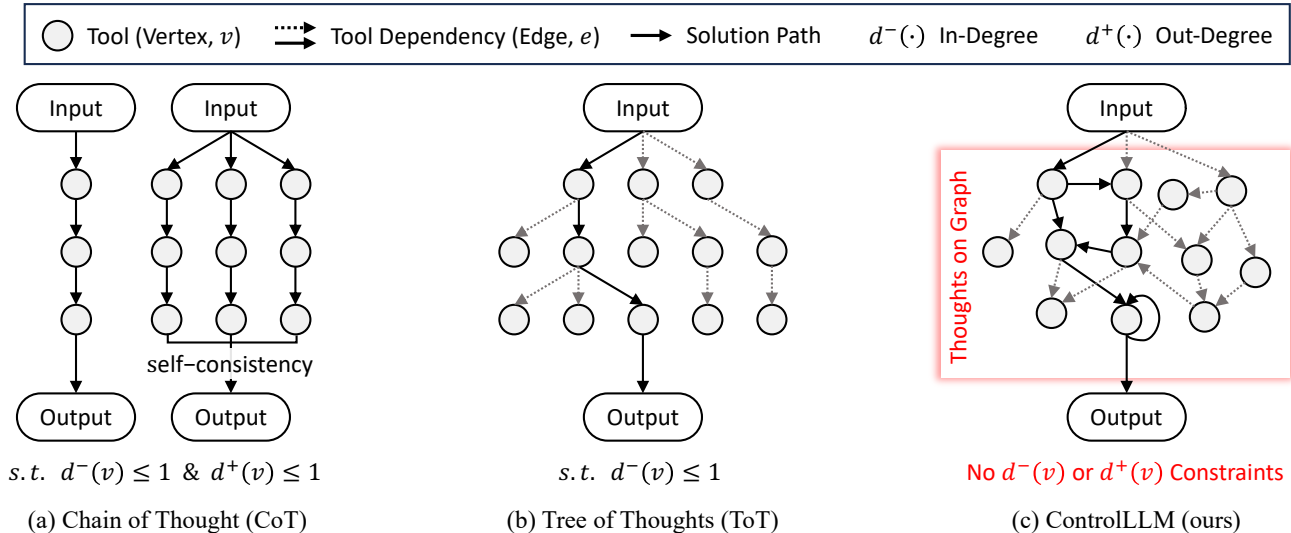 Tool (Vertex, v) Tool Dependency (Edge, e) Solution Path d⁻(·) In-Degree d⁺(·) Out-Degree
Input Input Input Input
Thoughts on Graph
self−consistency
Output Output Output Output
s.t. d⁻(v) ≤ 1 & d⁺(v) ≤ 1 s.t. d⁻(v) ≤ 1 No d⁻(v) or d⁺(v) Constraints
(a) Chain of Thought (CoT) (b) Tree of Thoughts (ToT) (c) ControlLLM (ours)